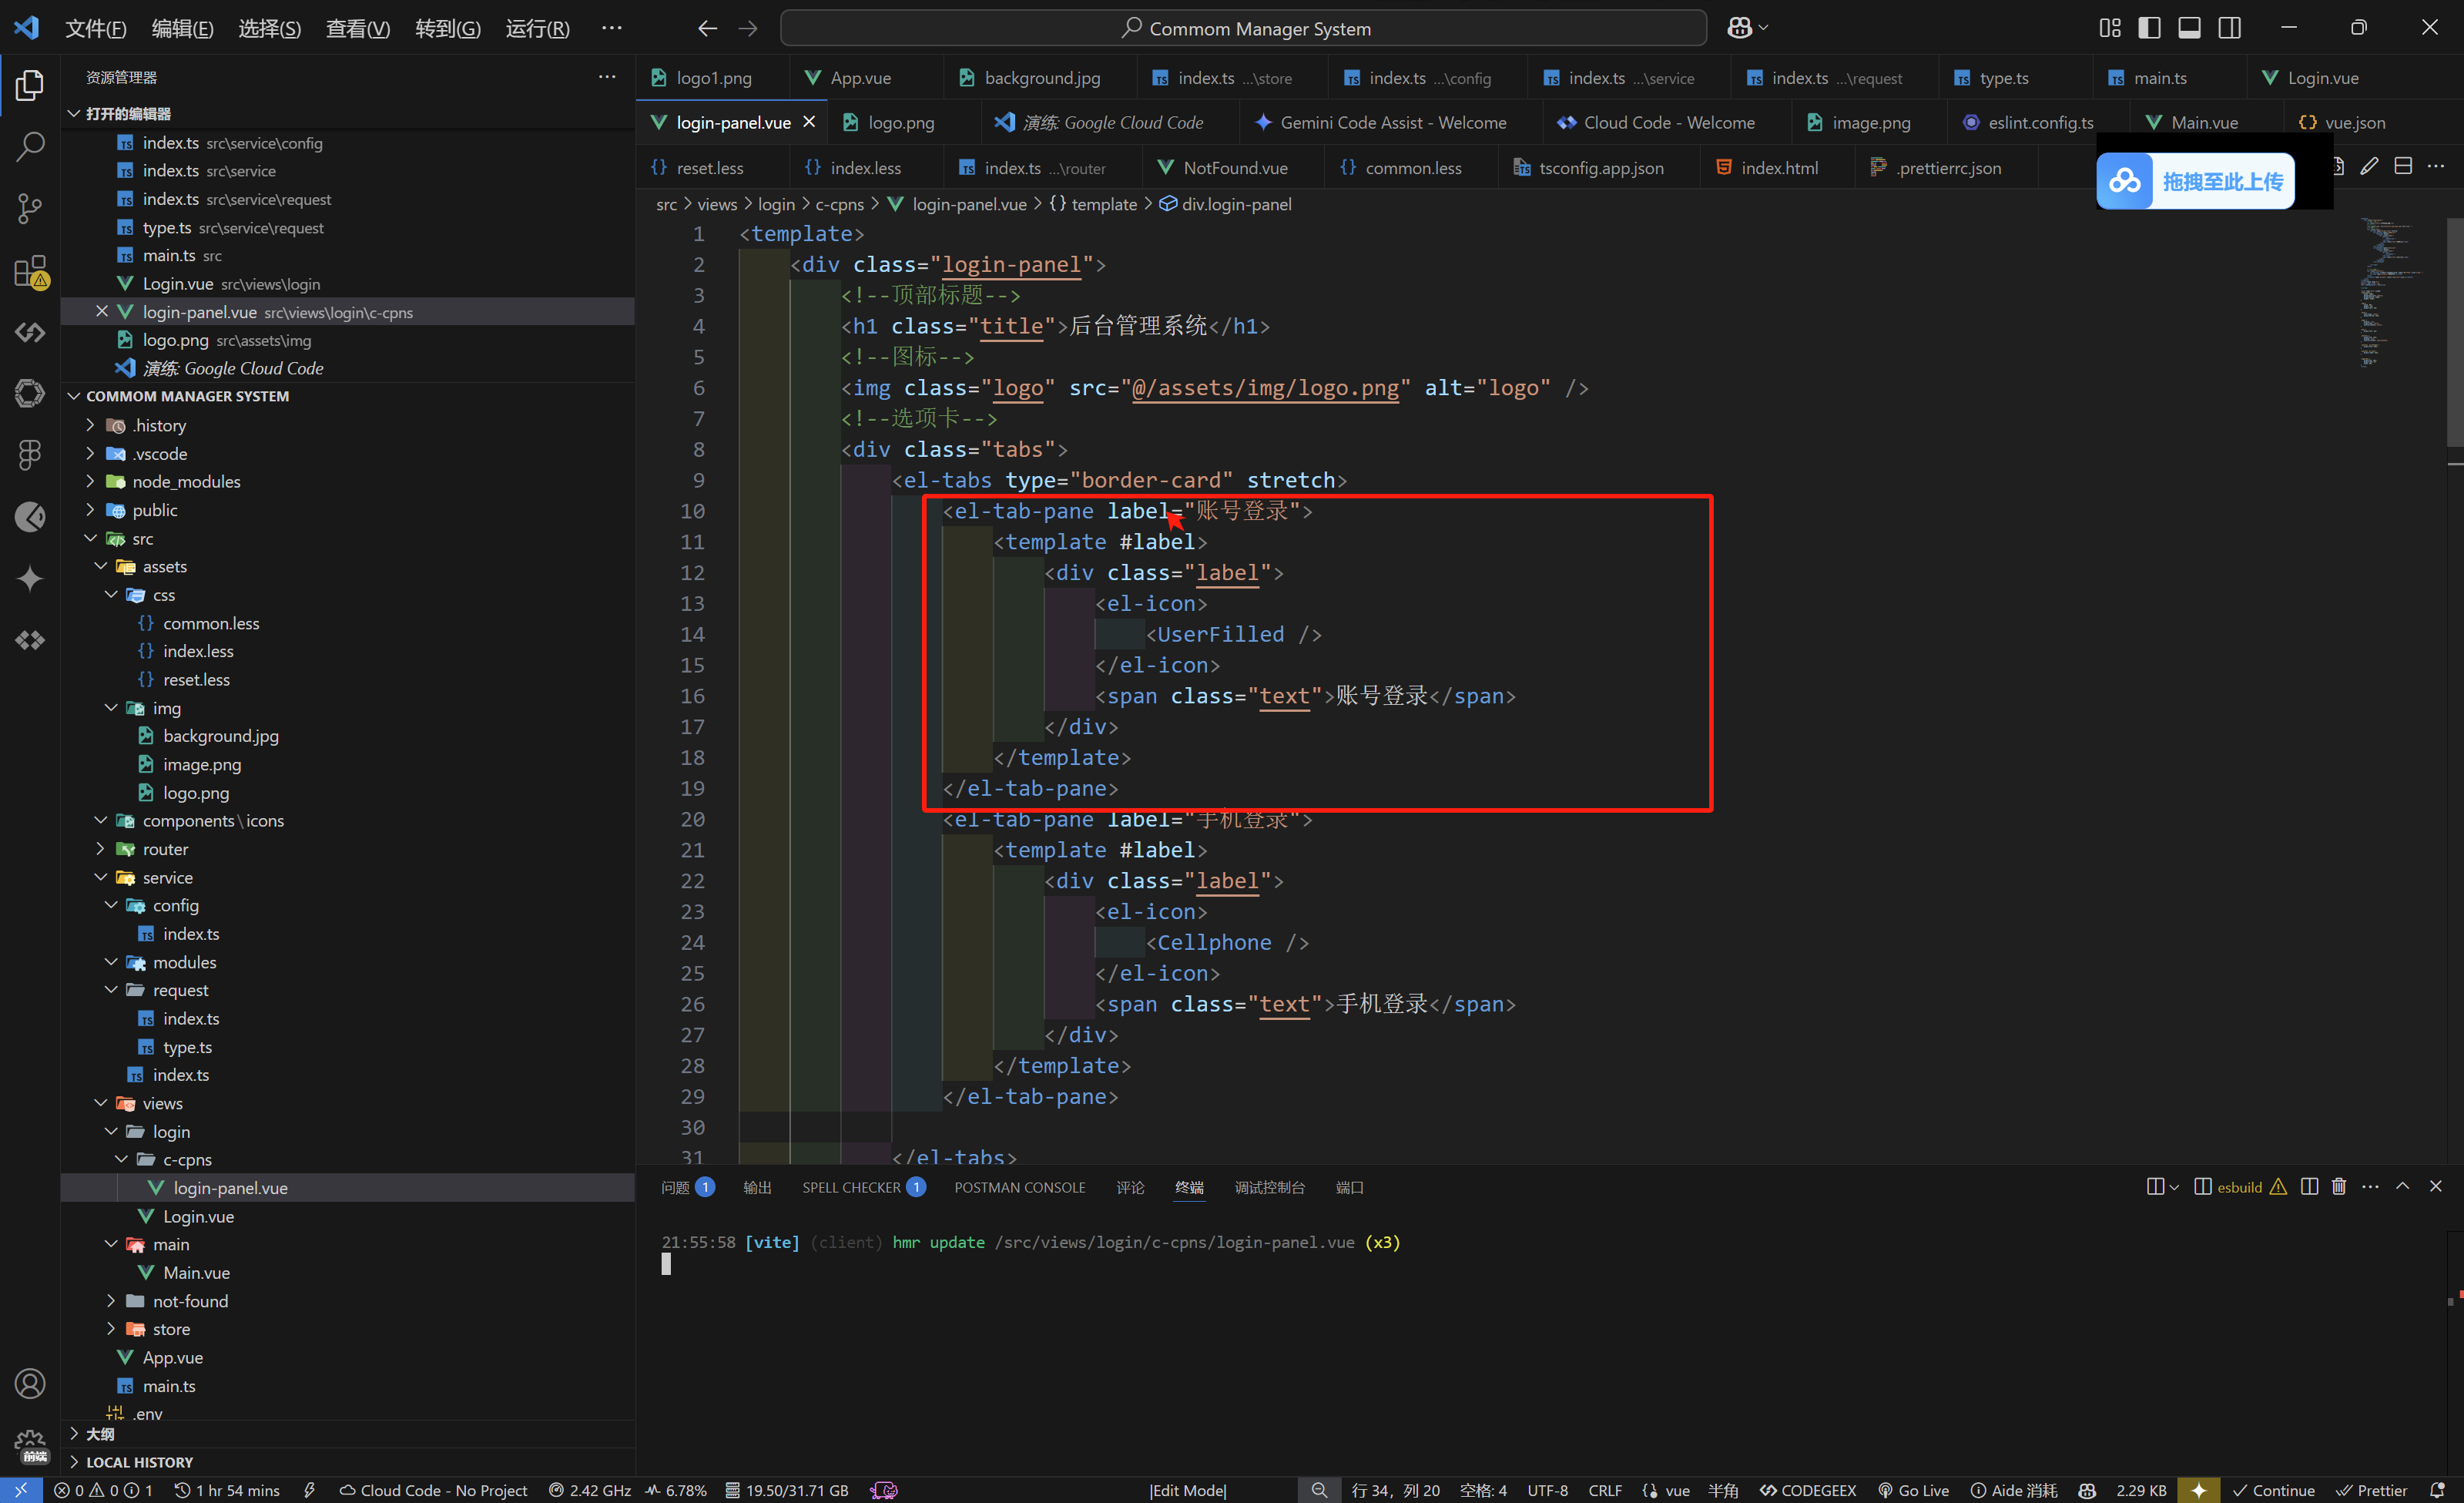 文件(F) 编辑(E) 选择(S) 查看(V) 转到(G) 运行(R) ··· Commom Manager System
资源管理器 ···
打开的编辑器
index.ts src\service\config
index.ts src\service
index.ts src\service\request
type.ts src\service\request
main.ts src
Login.vue src\views\login
login-panel.vue src\views\login\c-cpns
logo.png src\assets\img
演练: Google Cloud Code
COMMOM MANAGER SYSTEM
.history
.vscode
node_modules
public
src
assets
css
common.less
index.less
reset.less
img
background.jpg
image.png
logo.png
components\icons
router
service
config
index.ts
modules
request
index.ts
type.ts
index.ts
views
login
c-cpns
login-panel.vue
Login.vue
main
Main.vue
not-found
store
App.vue
main.ts
.env
大纲
LOCAL HISTORY
前端
logo1.png App.vue background.jpg index.ts ...\store index.ts ...\config index.ts ...\service index.ts ...\request type.ts main.ts Login.vue
login-panel.vue logo.png 演练: Google Cloud Code Gemini Code Assist - Welcome Cloud Code - Welcome image.png eslint.config.ts Main.vue vue.json
reset.less index.less index.ts ...\router NotFound.vue common.less tsconfig.app.json index.html .prettierrc.json
拖拽至此上传
src > views > login > c-cpns > login-panel.vue > {} template > div.login-panel
1 <template>
2 <div class="login-panel">
3 <!--顶部标题-->
4 <h1 class="title">后台管理系统</h1>
5 <!--图标-->
6 <img class="logo" src="@/assets/img/logo.png" alt="logo" />
7 <!--选项卡-->
8 <div class="tabs">
9 <el-tabs type="border-card" stretch>
10 <el-tab-pane label="账号登录">
11 <template #label>
12 <div class="label">
13 <el-icon>
14 <UserFilled />
15 </el-icon>
16 <span class="text">账号登录</span>
17 </div>
18 </template>
19 </el-tab-pane>
20 <el-tab-pane label="手机登录">
21 <template #label>
22 <div class="label">
23 <el-icon>
24 <Cellphone />
25 </el-icon>
26 <span class="text">手机登录</span>
27 </div>
28 </template>
29 </el-tab-pane>
30
31 </el-tabs>
问题 1 输出 SPELL CHECKER 1 POSTMAN CONSOLE 评论 终端 调试控制台 端口 esbuild
21:55:58 [vite] (client) hmr update /src/views/login/c-cpns/login-panel.vue (x3)
0 0 1 1 hr 54 mins Cloud Code - No Project 2.42 GHz 6.78% 19.50/31.71 GB |Edit Mode| 行 34，列 20 空格: 4 UTF-8 CRLF vue 半角 CODEGEEX Go Live Aide 消耗 2.29 KB Continue Prettier